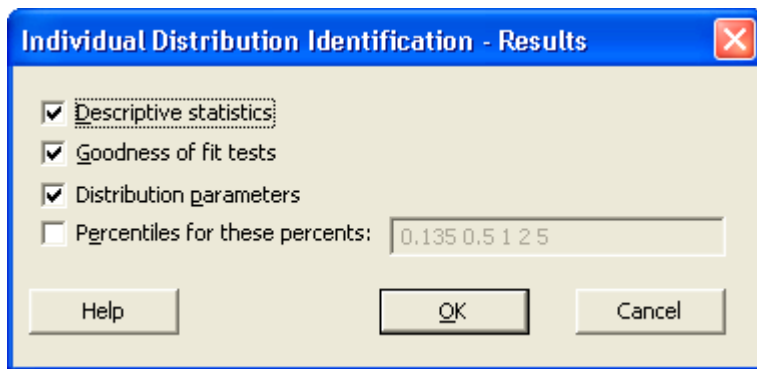 Individual Distribution Identification - Results
Descriptive statistics
Goodness of fit tests
Distribution parameters
Percentiles for these percents: 0.135 0.5 1 2 5
Help OK Cancel